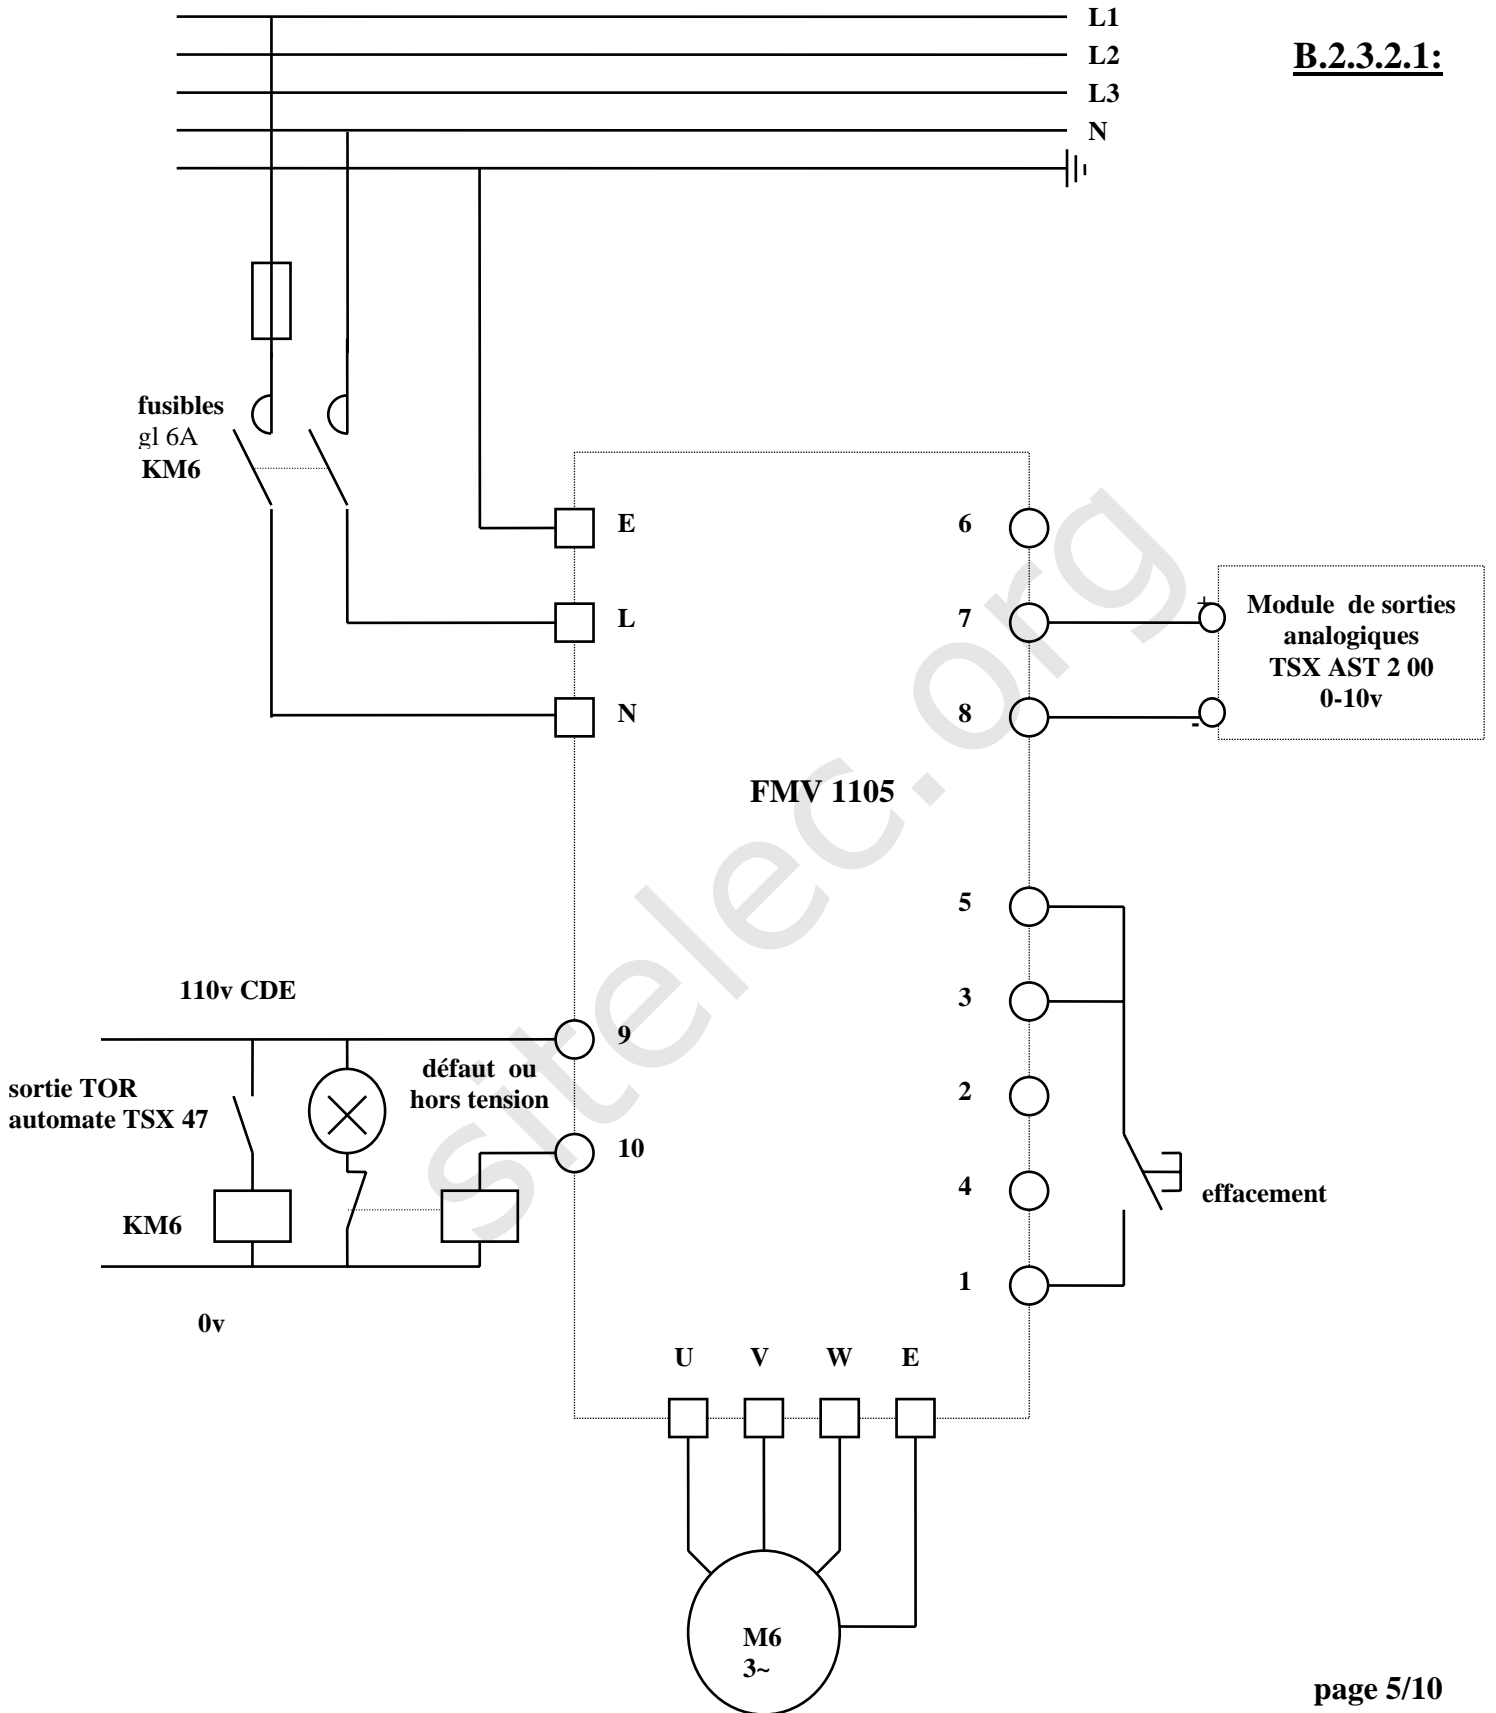 L1
L2
B.2.3.2.1:
L3
N
fusibles
gl 6A
KM6
E
6
L
7
+
Module de sorties
analogiques
TSX AST 2 00
0-10v
N
8
-
FMV 1105
5
110v CDE
3
9
défaut ou
hors tension
sortie TOR
automate TSX 47
2
10
4
effacement
KM6
1
0v
U V W E
M6
3~
page 5/10
sitelec.org